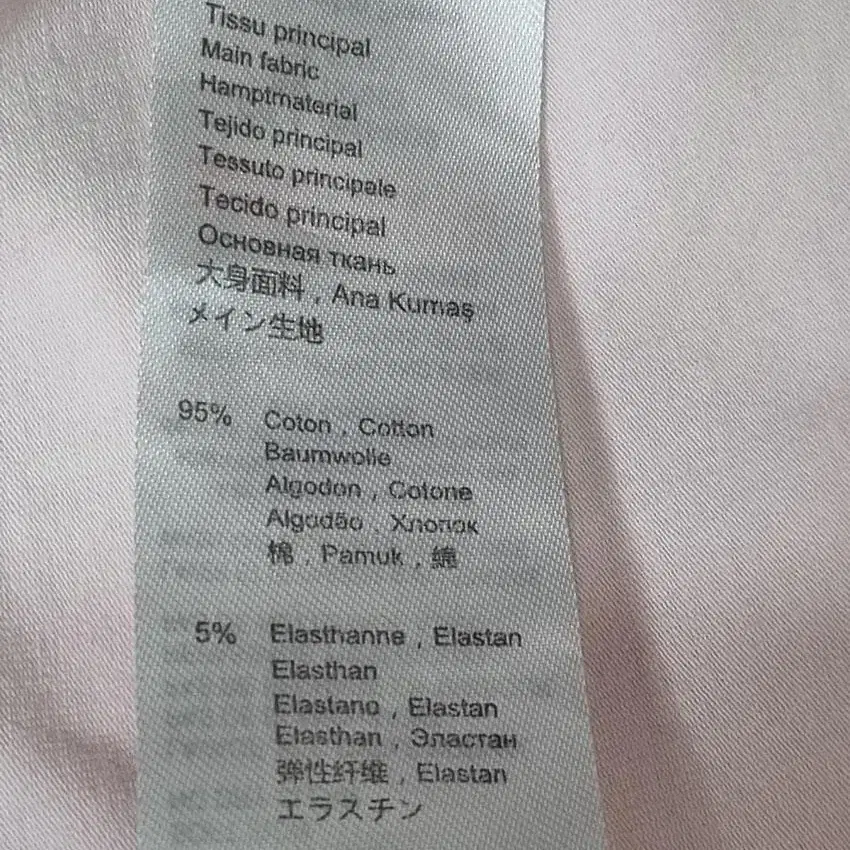 Tissu principal
Main fabric
Hamptmaterial
Tejido principal
Tessuto principale
Tecido principal
Основная ткань
大身面料 , Ana Kumaş
メイン生地
95% Coton , Cotton
Baumwolle
Algodon , Cotone
Algodão , Хлопок
棉 , Pamuk , 綿
5% Elasthanne , Elastan
Elasthan
Elastano , Elastan
Elasthan , Эластан
弹性纤维 , Elastan
エラスチン